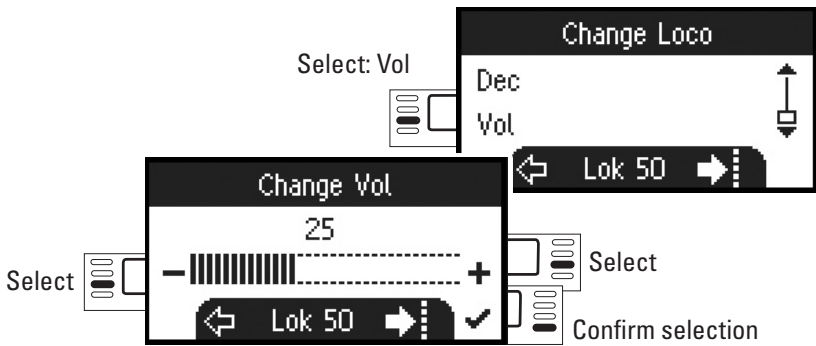 Change Loco
Select: Vol
Dec
Vol
Lok 50
Change Vol
25
Select
Select
Lok 50
Confirm selection